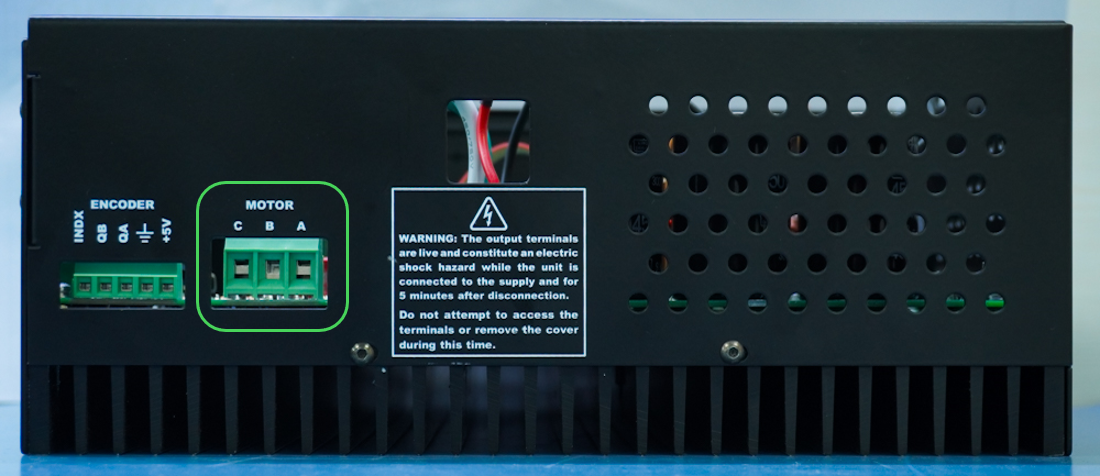 ENCODER
INDX
QB
QA
+5V
MOTOR
C B A
WARNING: The output terminals
are live and constitute an electric
shock hazard while the unit is
connected to the supply and for
5 minutes after disconnection.
Do not attempt to access the
terminals or remove the cover
during this time.